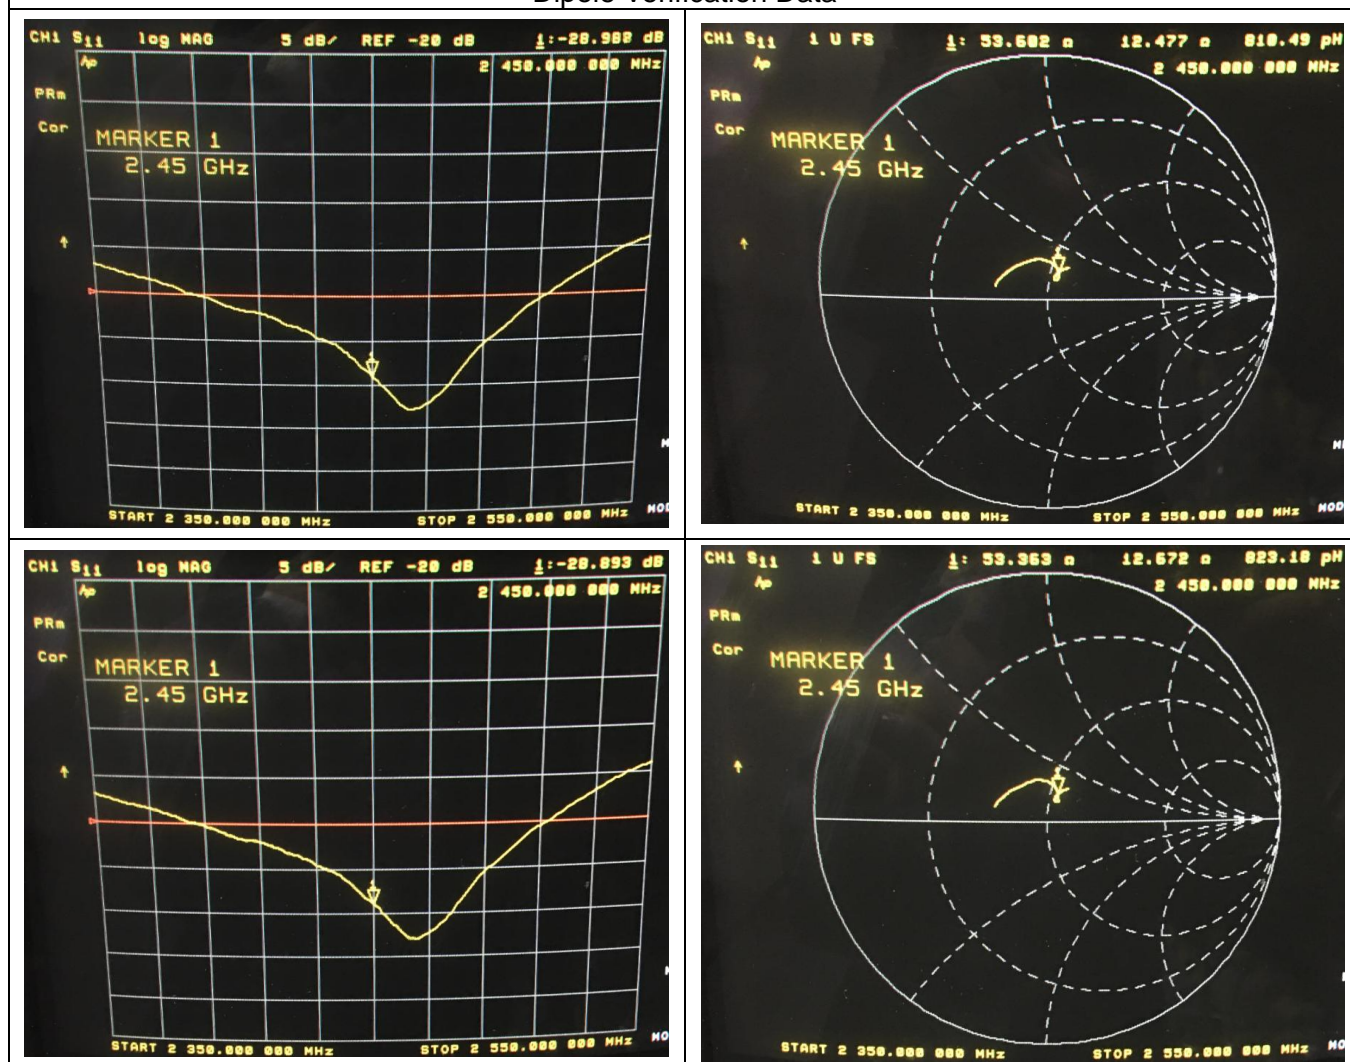 Dipole Verification Data
CH1 S11 log MAG 5 dB/ REF -20 dB 1:-28.982 dB
2 450.000 000 MHz
PRm
Cor
MARKER 1
2.45 GHz
START 2 350.000 000 MHz STOP 2 550.000 000 MHz
CH1 S11 1 U FS 1: 53.602 Ω 12.477 Ω 810.49 pH
2 450.000 000 MHz
PRm
Cor
MARKER 1
2.45 GHz
START 2 350.000 000 MHz STOP 2 550.000 000 MHz
CH1 S11 log MAG 5 dB/ REF -20 dB 1:-28.893 dB
2 450.000 000 MHz
PRm
Cor
MARKER 1
2.45 GHz
START 2 350.000 000 MHz STOP 2 550.000 000 MHz
CH1 S11 1 U FS 1: 53.363 Ω 12.672 Ω 823.18 pH
2 450.000 000 MHz
PRm
Cor
MARKER 1
2.45 GHz
START 2 350.000 000 MHz STOP 2 550.000 000 MHz